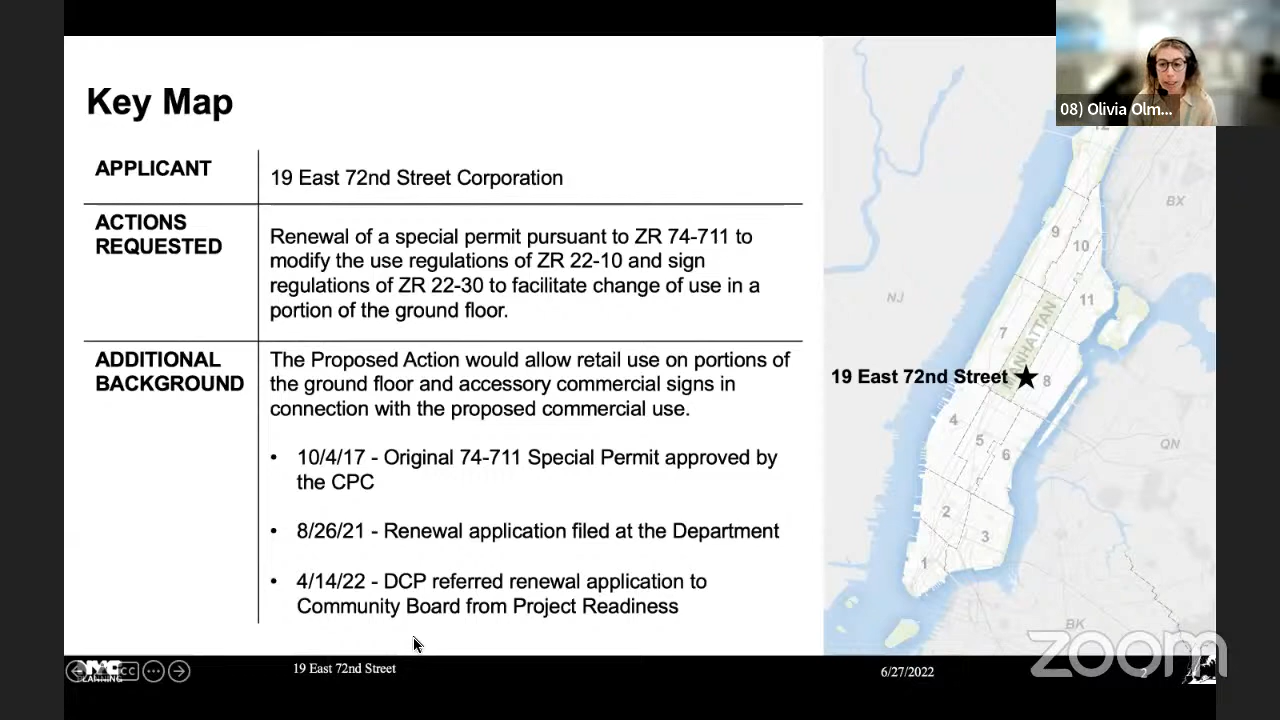 Key Map
08) Olivia Olm...
APPLICANT
19 East 72nd Street Corporation
ACTIONS
REQUESTED
Renewal of a special permit pursuant to ZR 74-711 to
modify the use regulations of ZR 22-10 and sign
regulations of ZR 22-30 to facilitate change of use in a
portion of the ground floor.
ADDITIONAL
BACKGROUND
The Proposed Action would allow retail use on portions of
the ground floor and accessory commercial signs in
connection with the proposed commercial use.
• 10/4/17 - Original 74-711 Special Permit approved by
the CPC
• 8/26/21 - Renewal application filed at the Department
• 4/14/22 - DCP referred renewal application to
Community Board from Project Readiness
12
BX
9
10
11
NJ
7
MANHATTAN
19 East 72nd Street
8
4
5
6
QN
2
3
1
BK
zoom
NYC
PLANNING
CC
19 East 72nd Street
6/27/2022
2